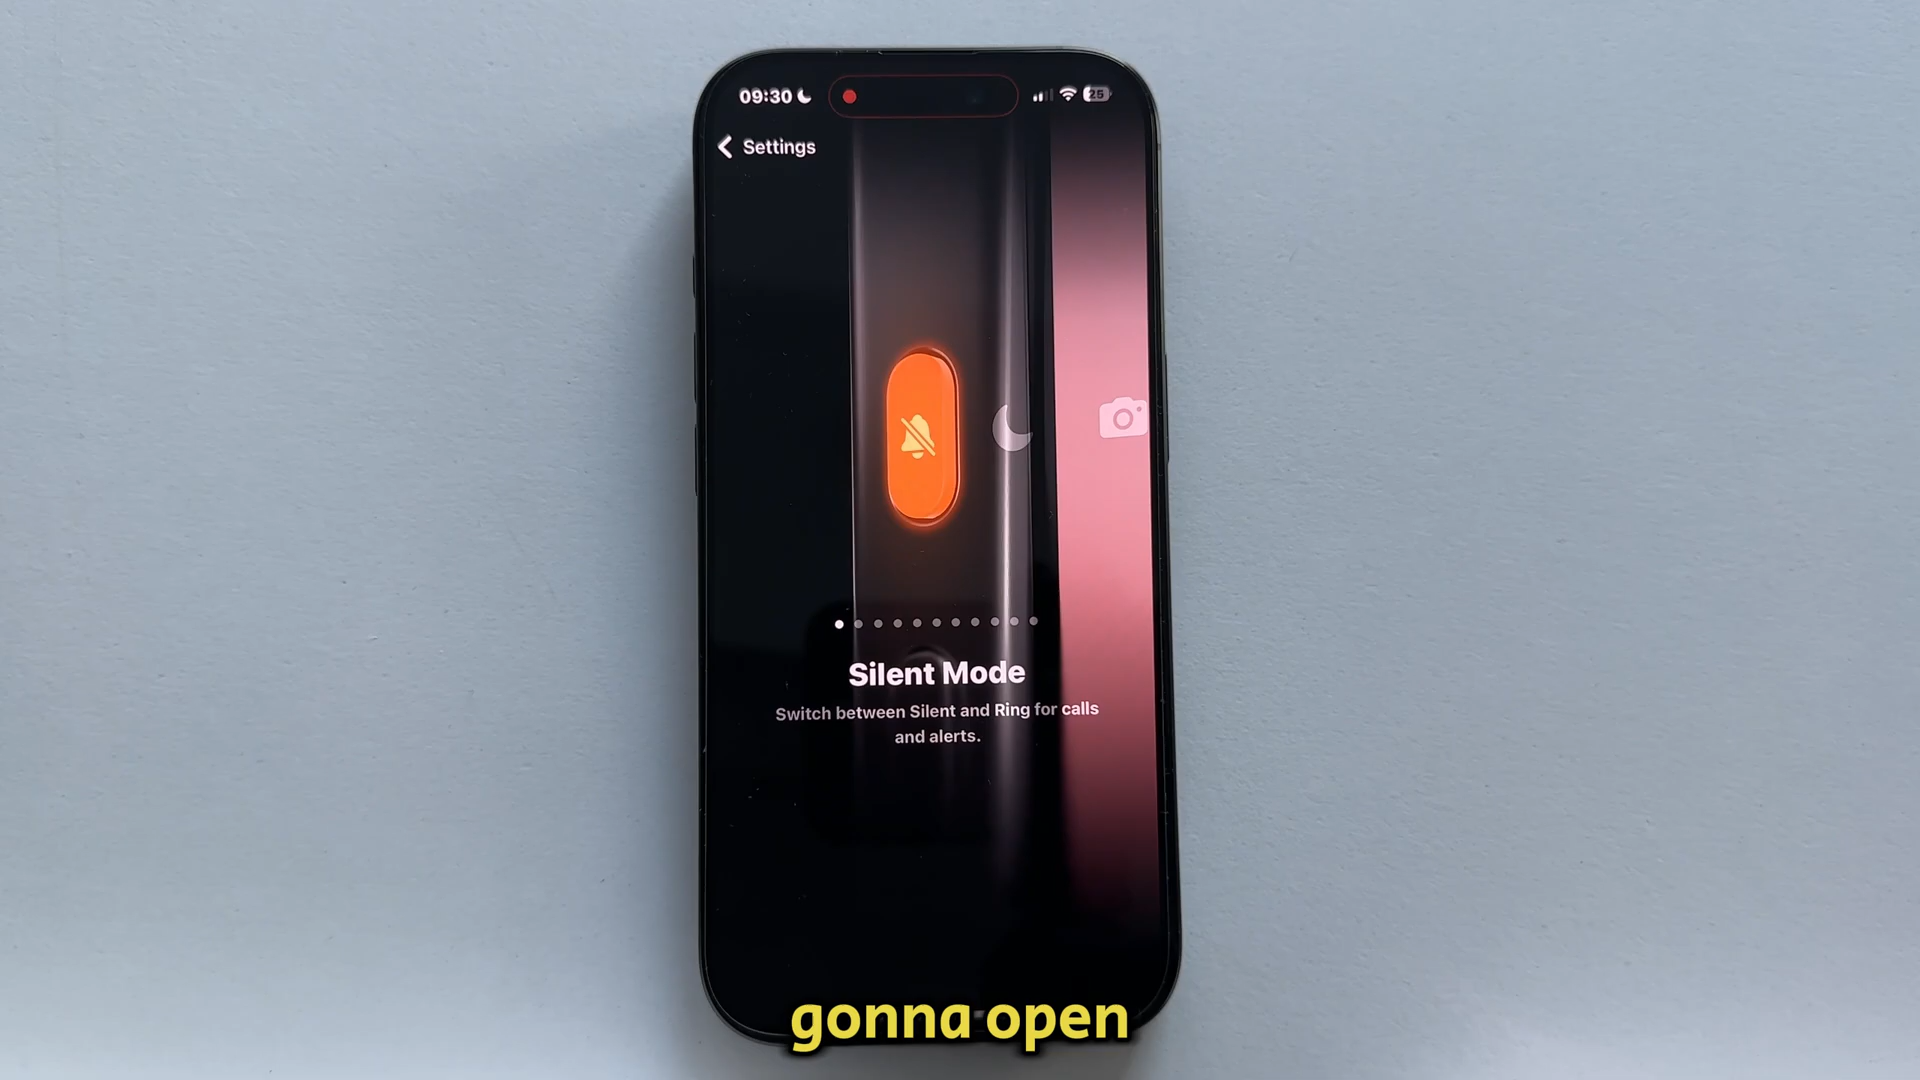 09:30
25
Settings
Silent Mode
Switch between Silent and Ring for calls
and alerts.
gonna open